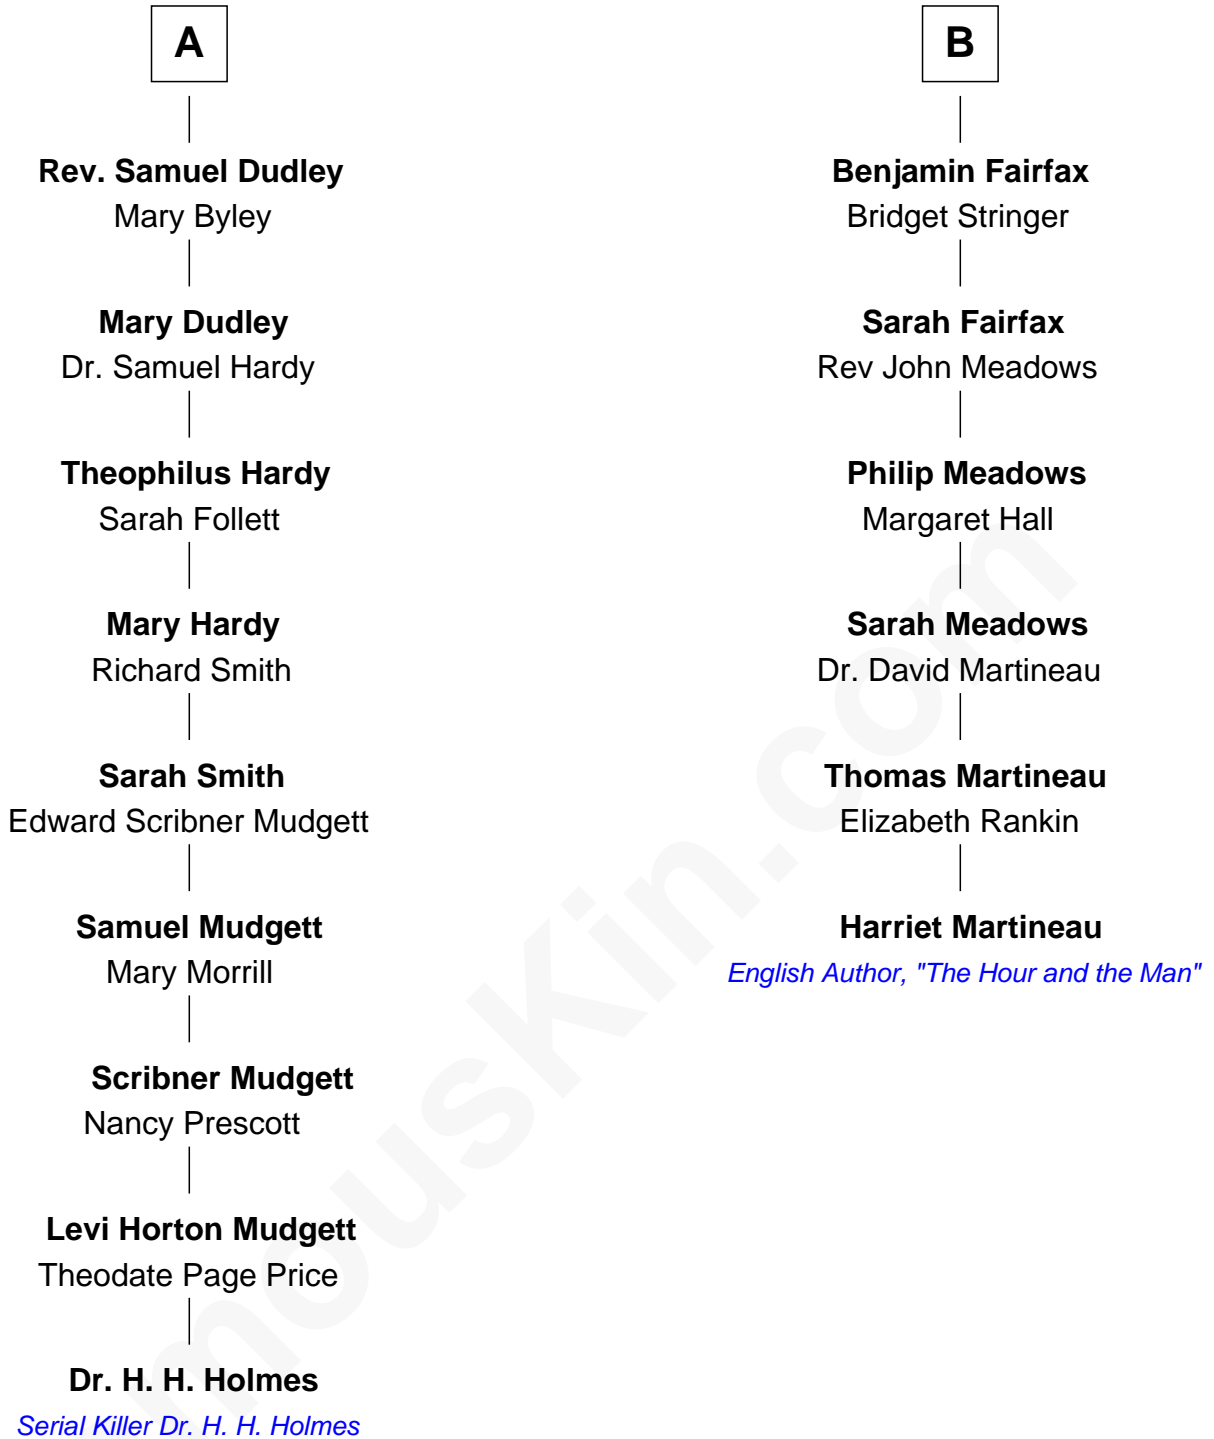 A
Rev. Samuel Dudley
Mary Byley
Mary Dudley
Dr. Samuel Hardy
Theophilus Hardy
Sarah Follett
Mary Hardy
Richard Smith
Sarah Smith
Edward Scribner Mudgett
Samuel Mudgett
Mary Morrill
Scribner Mudgett
Nancy Prescott
Levi Horton Mudgett
Theodate Page Price
Dr. H. H. Holmes
Serial Killer Dr. H. H. Holmes
B
Benjamin Fairfax
Bridget Stringer
Sarah Fairfax
Rev John Meadows
Philip Meadows
Margaret Hall
Sarah Meadows
Dr. David Martineau
Thomas Martineau
Elizabeth Rankin
Harriet Martineau
English Author, "The Hour and the Man"
mouskin.com